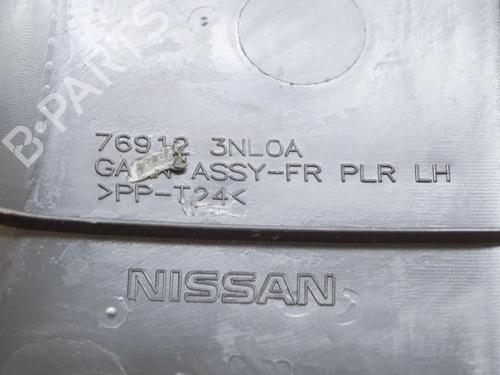 B-PARTS
76912 3NL0A
ASSY-FR PLR LH
>PP-T24<
NISSAN